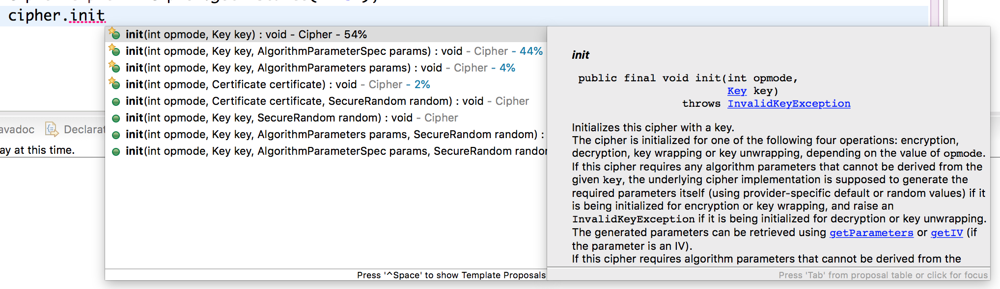 cipher.init
init(int opmode, Key key) : void - Cipher - 54%
init(int opmode, Key key, AlgorithmParameterSpec params) : void - Cipher - 44%
init(int opmode, Key key, AlgorithmParameters params) : void - Cipher - 4%
init(int opmode, Certificate certificate) : void - Cipher - 2%
init(int opmode, Certificate certificate, SecureRandom random) : void - Cipher
init(int opmode, Key key, SecureRandom random) : void - Cipher
init(int opmode, Key key, AlgorithmParameters params, SecureRandom random) :
init(int opmode, Key key, AlgorithmParameterSpec params, SecureRandom random
Press '^Space' to show Template Proposals
avadoc
Declarat
ay at this time.
init
public final void init(int opmode,
Key key)
throws InvalidKeyException
Initializes this cipher with a key.
The cipher is initialized for one of the following four operations: encryption,
decryption, key wrapping or key unwrapping, depending on the value of opmode.
If this cipher requires any algorithm parameters that cannot be derived from the
given key, the underlying cipher implementation is supposed to generate the
required parameters itself (using provider-specific default or random values) if it
is being initialized for encryption or key wrapping, and raise an
InvalidKeyException if it is being initialized for decryption or key unwrapping.
The generated parameters can be retrieved using getParameters or getIV (if
the parameter is an IV).
If this cipher requires algorithm parameters that cannot be derived from the
Press 'Tab' from proposal table or click for focus